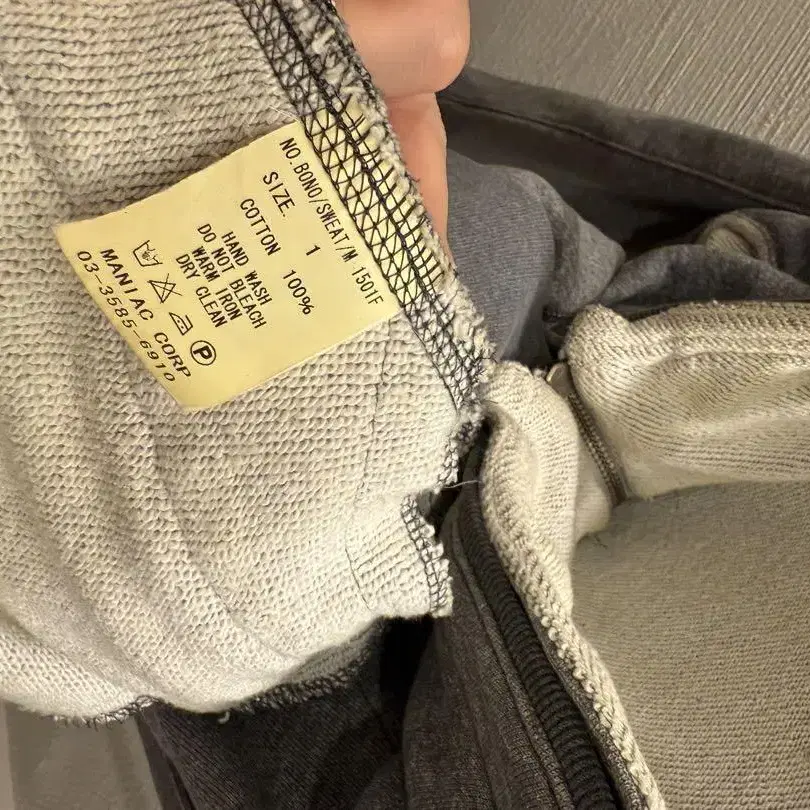 NO.BONO/SWEAT/M 1501F
SIZE. 1
COTTON 100%
HAND WASH
DO NOT BLEACH
WARM IRON
DRY CLEAN
P
MANIAC CORP
03-3585-6910